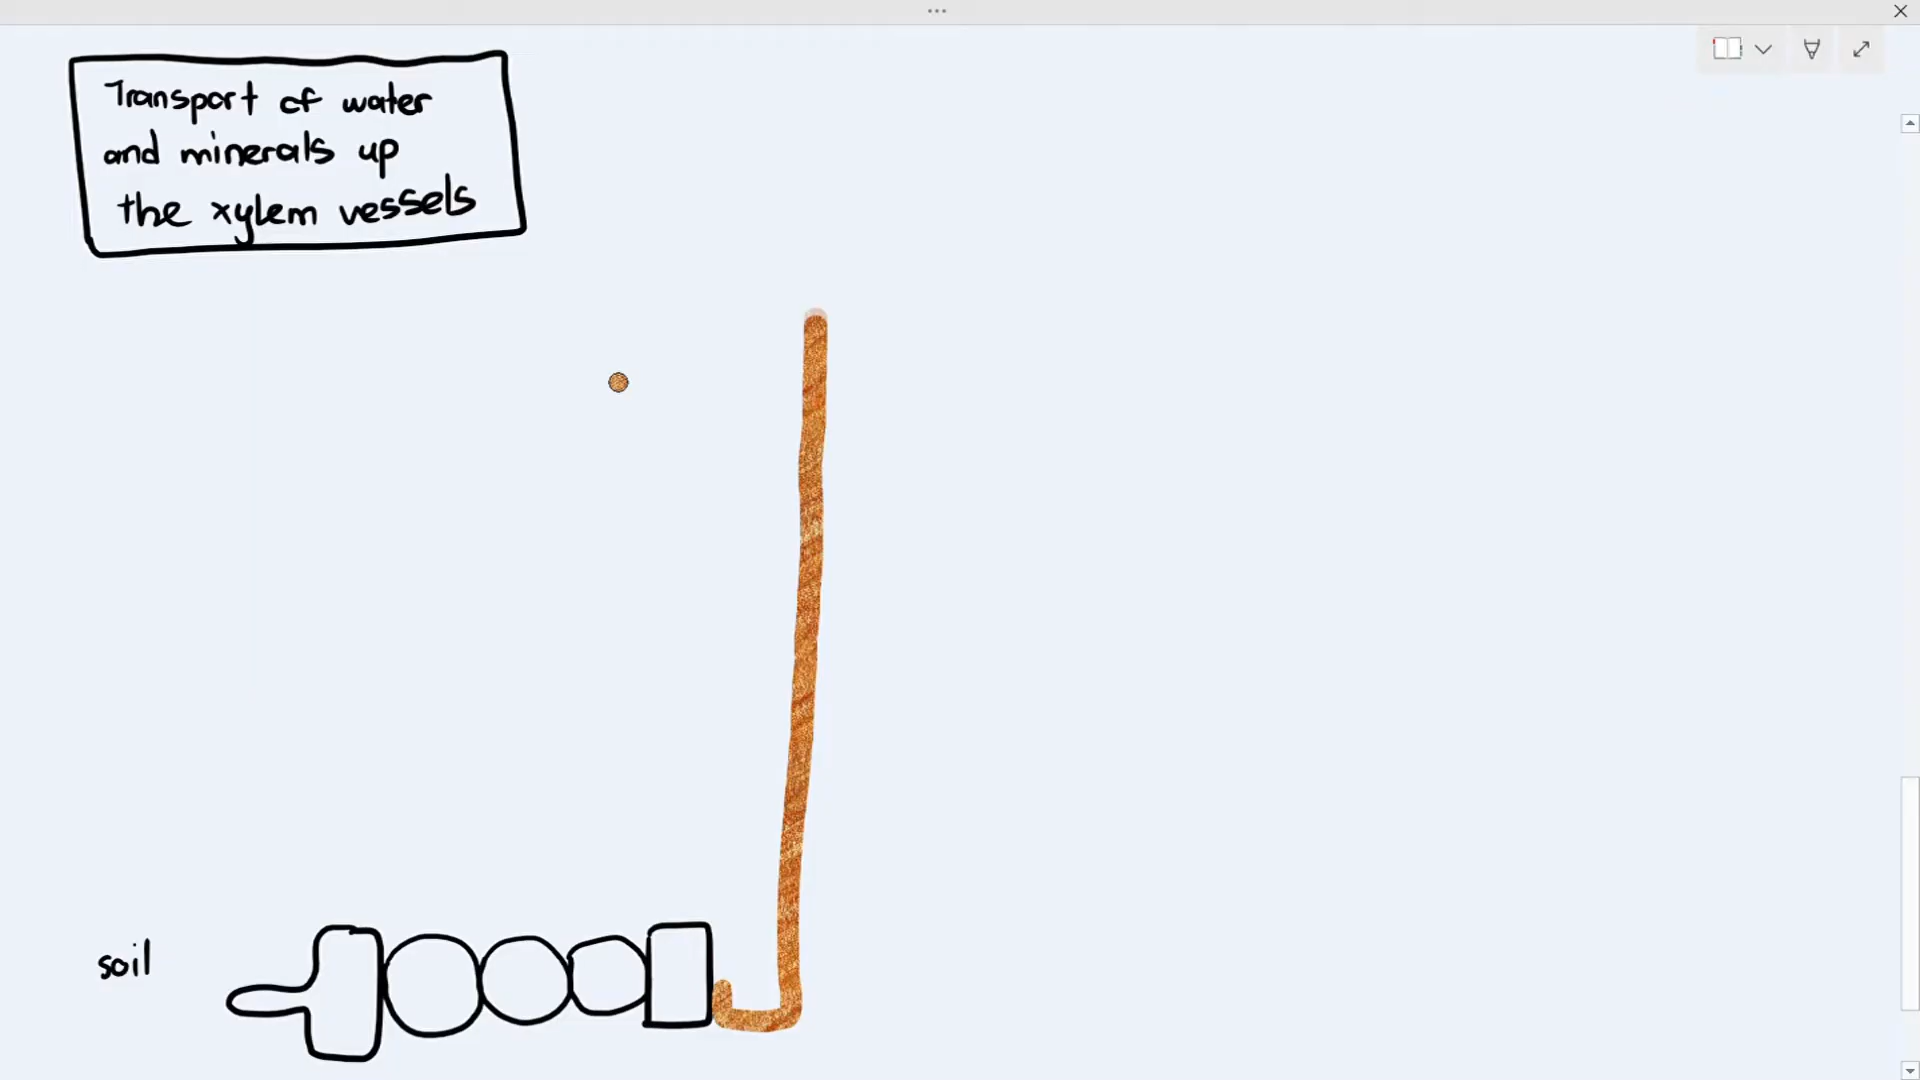 Transport of water
and minerals up
the xylem vessels
soil